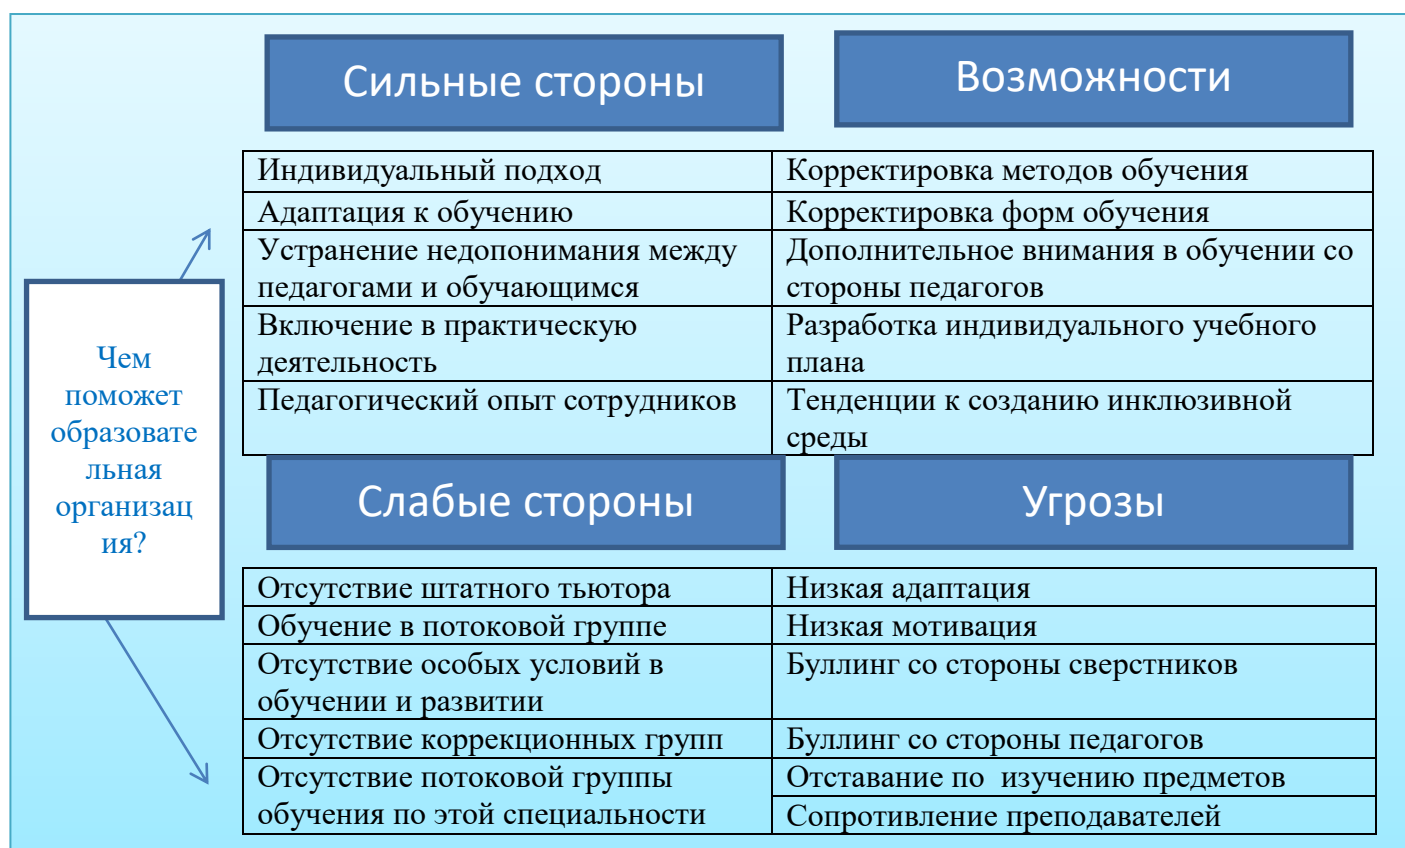 Сильные стороны
Возможности
Индивидуальный подход
Корректировка методов обучения
Адаптация к обучению
Корректировка форм обучения
Устранение недопонимания между
педагогами и обучающимся
Дополнительное внимания в обучении со
стороны педагогов
Включение в практическую
деятельность
Разработка индивидуального учебного
плана
Педагогический опыт сотрудников
Тенденции к созданию инклюзивной
среды
Чем
поможет
образовате
льная
организац
ия?
Слабые стороны
Угрозы
Отсутствие штатного тьютора
Низкая адаптация
Обучение в потоковой группе
Низкая мотивация
Отсутствие особых условий в
обучении и развитии
Буллинг со стороны сверстников
Отсутствие коррекционных групп
Буллинг со стороны педагогов
Отсутствие потоковой группы
обучения по этой специальности
Отставание по  изучению предметов
Сопротивление преподавателей